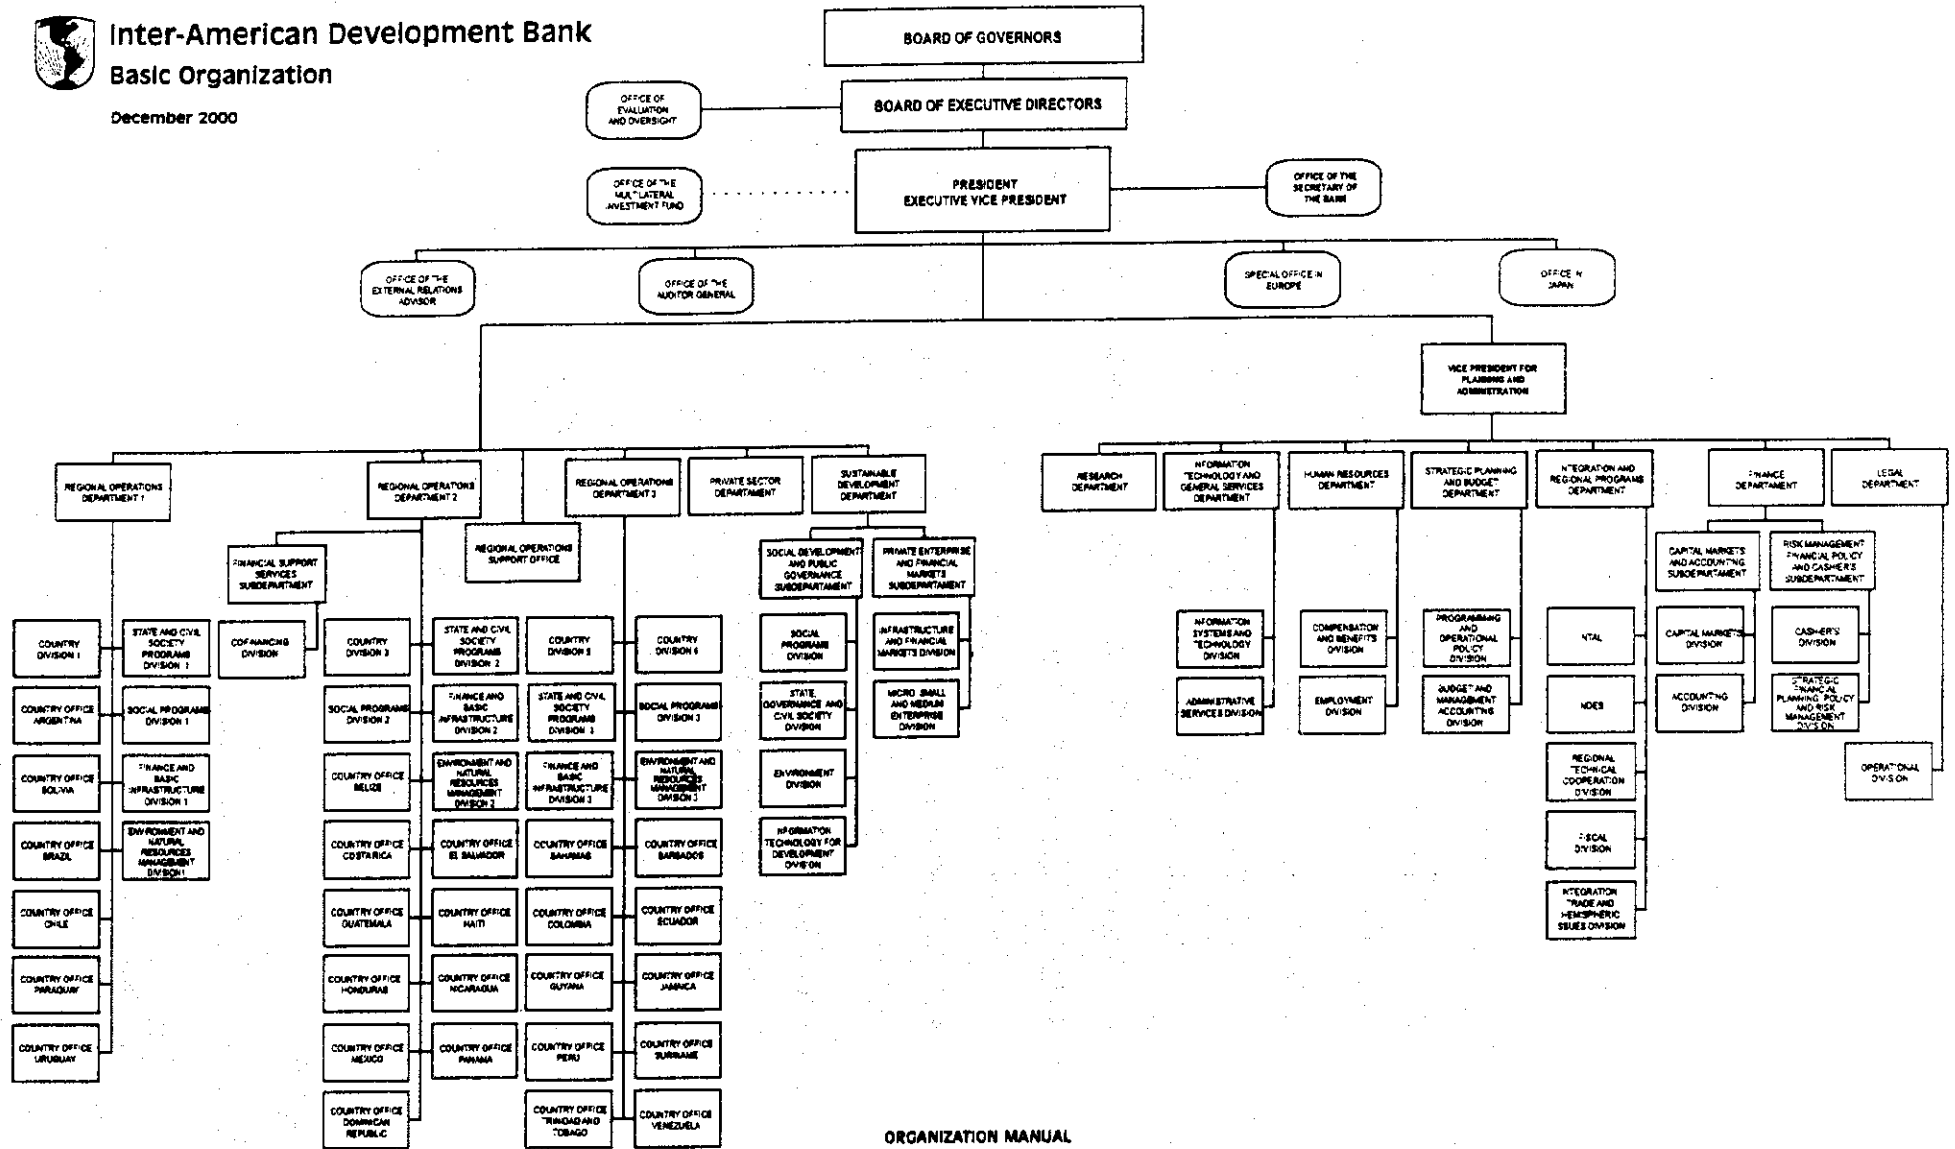 Inter-American Development Bank
Basic Organization
December 2000
BOARD OF GOVERNORS
OFFICE OF
EVALUATION
AND OVERSIGHT
BOARD OF EXECUTIVE DIRECTORS
OFFICE OF THE
MULTILATERAL
INVESTMENT FUND
PRESIDENT
EXECUTIVE VICE PRESIDENT
OFFICE OF THE
SECRETARY OF
THE BANK
OFFICE OF THE
EXTERNAL RELATIONS
ADVISOR
OFFICE OF THE
AUDITOR GENERAL
SPECIAL OFFICE IN
EUROPE
OFFICE IN
JAPAN
VICE PRESIDENT FOR
PLANNING AND
ADMINISTRATION
REGIONAL OPERATIONS
DEPARTMENT 1
REGIONAL OPERATIONS
DEPARTMENT 2
REGIONAL OPERATIONS
DEPARTMENT 3
PRIVATE SECTOR
DEPARTAMENT
SUSTAINABLE
DEVELOPMENT
DEPARTMENT
RESEARCH
DEPARTMENT
INFORMATION
TECHNOLOGY AND
GENERAL SERVICES
DEPARTMENT
HUMAN RESOURCES
DEPARTMENT
STRATEGIC PLANNING
AND BUDGET
DEPARTMENT
INTEGRATION AND
REGIONAL PROGRAMS
DEPARTMENT
FINANCE
DEPARTAMENT
LEGAL
DEPARTMENT
FINANCIAL SUPPORT
SERVICES
SUBDEPARTMENT
REGIONAL OPERATIONS
SUPPORT OFFICE
SOCIAL DEVELOPMENT
AND PUBLIC
GOVERNANCE
SUBDEPARTMENT
PRIVATE ENTERPRISE
AND FINANCIAL
MARKETS
SUBDEPARTAMENT
CAPITAL MARKETS
AND ACCOUNTING
SUBDEPARTAMENT
RISK MANAGEMENT
FINANCIAL POLICY
AND CASHIER'S
SUBDEPARTAMENT
COUNTRY
DIVISION 1
STATE AND CIVIL
SOCIETY
PROGRAMS
DIVISION 1
COFINANCING
DIVISION
COUNTRY
DIVISION 3
STATE AND CIVIL
SOCIETY
PROGRAMS
DIVISION 2
COUNTRY
DIVISION 5
COUNTRY
DIVISION 6
SOCIAL
PROGRAMS
DIVISION
INFRASTRUCTURE
AND FINANCIAL
MARKETS DIVISION
INFORMATION
SYSTEMS AND
TECHNOLOGY
DIVISION
COMPENSATION
AND BENEFITS
DIVISION
PROGRAMMING
AND
OPERATIONAL
POLICY
DIVISION
INTAL
CAPITAL MARKETS
DIVISION
CASHIER'S
DIVISION
COUNTRY OFFICE
ARGENTINA
SOCIAL PROGRAMS
DIVISION 1
SOCIAL PROGRAMS
DIVISION 2
FINANCE AND
BASIC
INFRASTRUCTURE
DIVISION 2
STATE AND CIVIL
SOCIETY
PROGRAMS
DIVISION 3
SOCIAL PROGRAMS
DIVISION 3
STATE,
GOVERNANCE AND
CIVIL SOCIETY
DIVISION
MICRO SMALL
AND MEDIUM
ENTERPRISE
DIVISION
ADMINISTRATIVE
SERVICES DIVISION
EMPLOYMENT
DIVISION
BUDGET AND
MANAGEMENT
ACCOUNTING
DIVISION
INDES
ACCOUNTING
DIVISION
STRATEGIC
FINANCIAL
PLANNING, POLICY
AND RISK
MANAGEMENT
DIVISION
COUNTRY OFFICE
BOLIVIA
FINANCE AND
BASIC
INFRASTRUCTURE
DIVISION 1
COUNTRY OFFICE
BELIZE
ENVIRONMENT AND
NATURAL
RESOURCES
MANAGEMENT
DIVISION 2
FINANCE AND
BASIC
INFRASTRUCTURE
DIVISION 3
ENVIRONMENT AND
NATURAL
RESOURCES
MANAGEMENT
DIVISION 3
ENVIRONMENT
DIVISION
REGIONAL
TECHNICAL
COOPERATION
DIVISION
OPERATIONAL
DIVISION
COUNTRY OFFICE
BRAZIL
ENVIRONMENT AND
NATURAL
RESOURCES
MANAGEMENT
DIVISION 1
COUNTRY OFFICE
COSTA RICA
COUNTRY OFFICE
EL SALVADOR
COUNTRY OFFICE
BAHAMAS
COUNTRY OFFICE
BARBADOS
INFORMATION
TECHNOLOGY FOR
DEVELOPMENT
DIVISION
FISCAL
DIVISION
COUNTRY OFFICE
CHILE
COUNTRY OFFICE
GUATEMALA
COUNTRY OFFICE
HAITI
COUNTRY OFFICE
COLOMBIA
COUNTRY OFFICE
ECUADOR
INTEGRATION
TRADE AND
HEMISPHERIC
ISSUES DIVISION
COUNTRY OFFICE
PARAGUAY
COUNTRY OFFICE
HONDURAS
COUNTRY OFFICE
NICARAGUA
COUNTRY OFFICE
GUYANA
COUNTRY OFFICE
JAMAICA
COUNTRY OFFICE
URUGUAY
COUNTRY OFFICE
MEXICO
COUNTRY OFFICE
PANAMA
COUNTRY OFFICE
PERU
COUNTRY OFFICE
SURINAME
COUNTRY OFFICE
DOMINICAN
REPUBLIC
COUNTRY OFFICE
TRINIDAD AND
TOBAGO
COUNTRY OFFICE
VENEZUELA
ORGANIZATION MANUAL